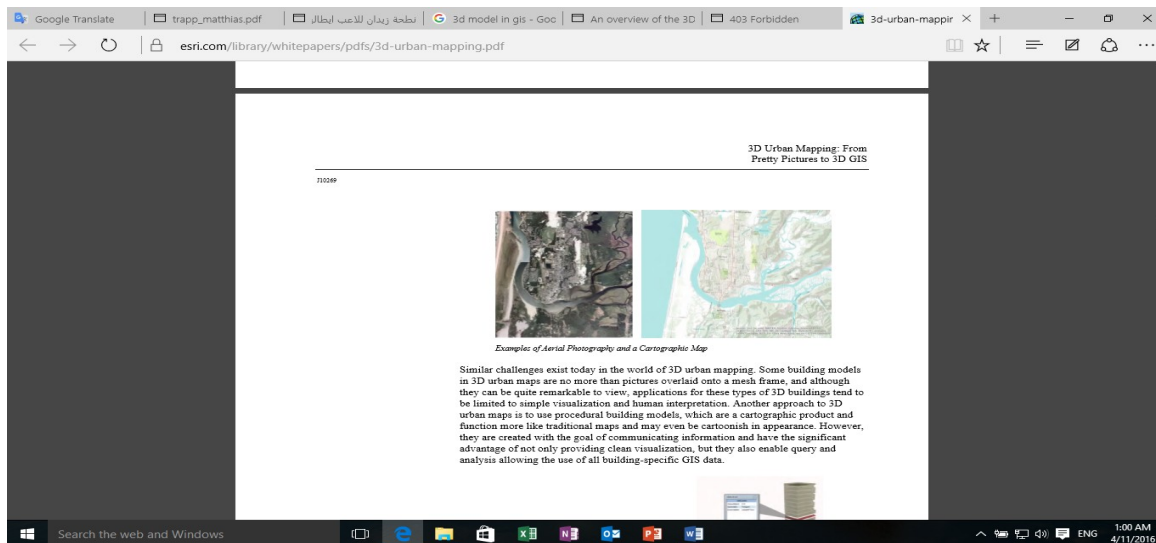 Google Translate
trapp_matthias.pdf
نطحة زيدان للاعب ايطال
3d model in gis - Goo
An overview of the 3D
403 Forbidden
3d-urban-mappin
esri.com/library/whitepapers/pdfs/3d-urban-mapping.pdf
3D Urban Mapping: From
Pretty Pictures to 3D GIS
J10269
Examples of Aerial Photography and a Cartographic Map
Similar challenges exist today in the world of 3D urban mapping. Some building models
in 3D urban maps are no more than pictures overlaid onto a mesh frame, and although
they can be quite remarkable to view, applications for these types of 3D buildings tend to
be limited to simple visualization and human interpretation. Another approach to 3D
urban maps is to use procedural building models, which are a cartographic product and
function more like traditional maps and may even be cartoonish in appearance. However,
they are created with the goal of communicating information and have the significant
advantage of not only providing clean visualization, but they also enable query and
analysis allowing the use of all building-specific GIS data.
Search the web and Windows
ENG
1:00 AM
4/11/2016